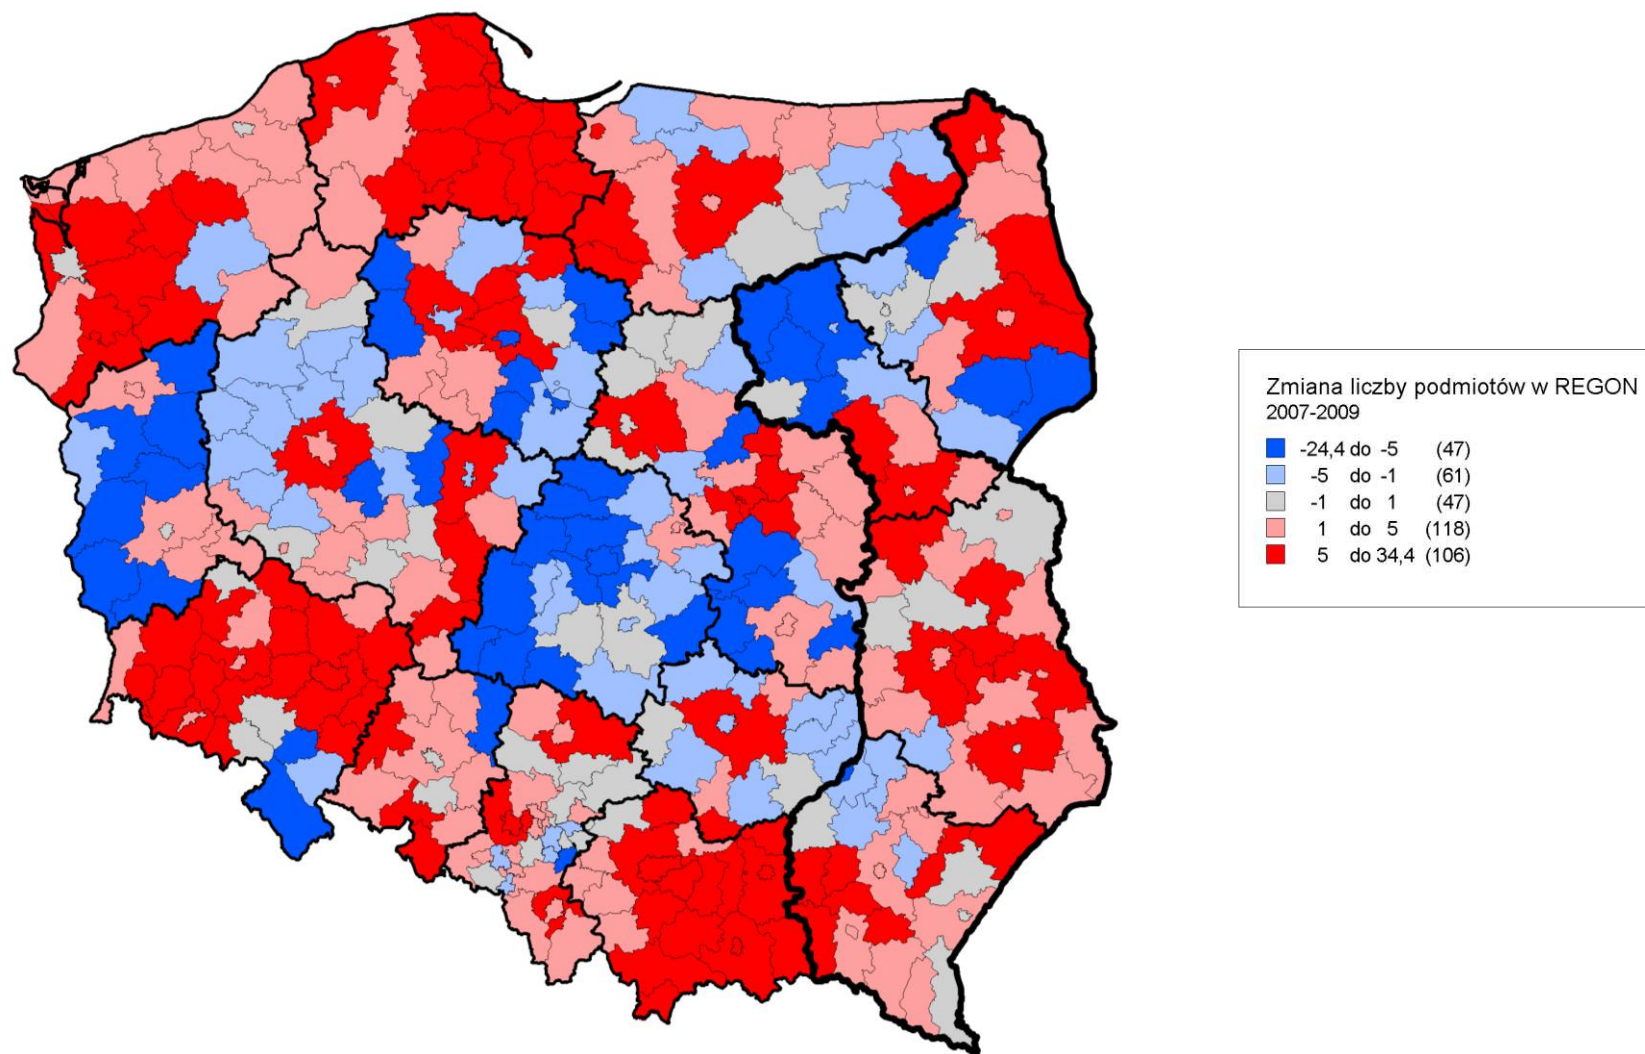 Zmiana liczby podmiotów w REGON
2007-2009
-24,4 do -5 (47)
-5 do -1 (61)
-1 do 1 (47)
1 do 5 (118)
5 do 34,4 (106)